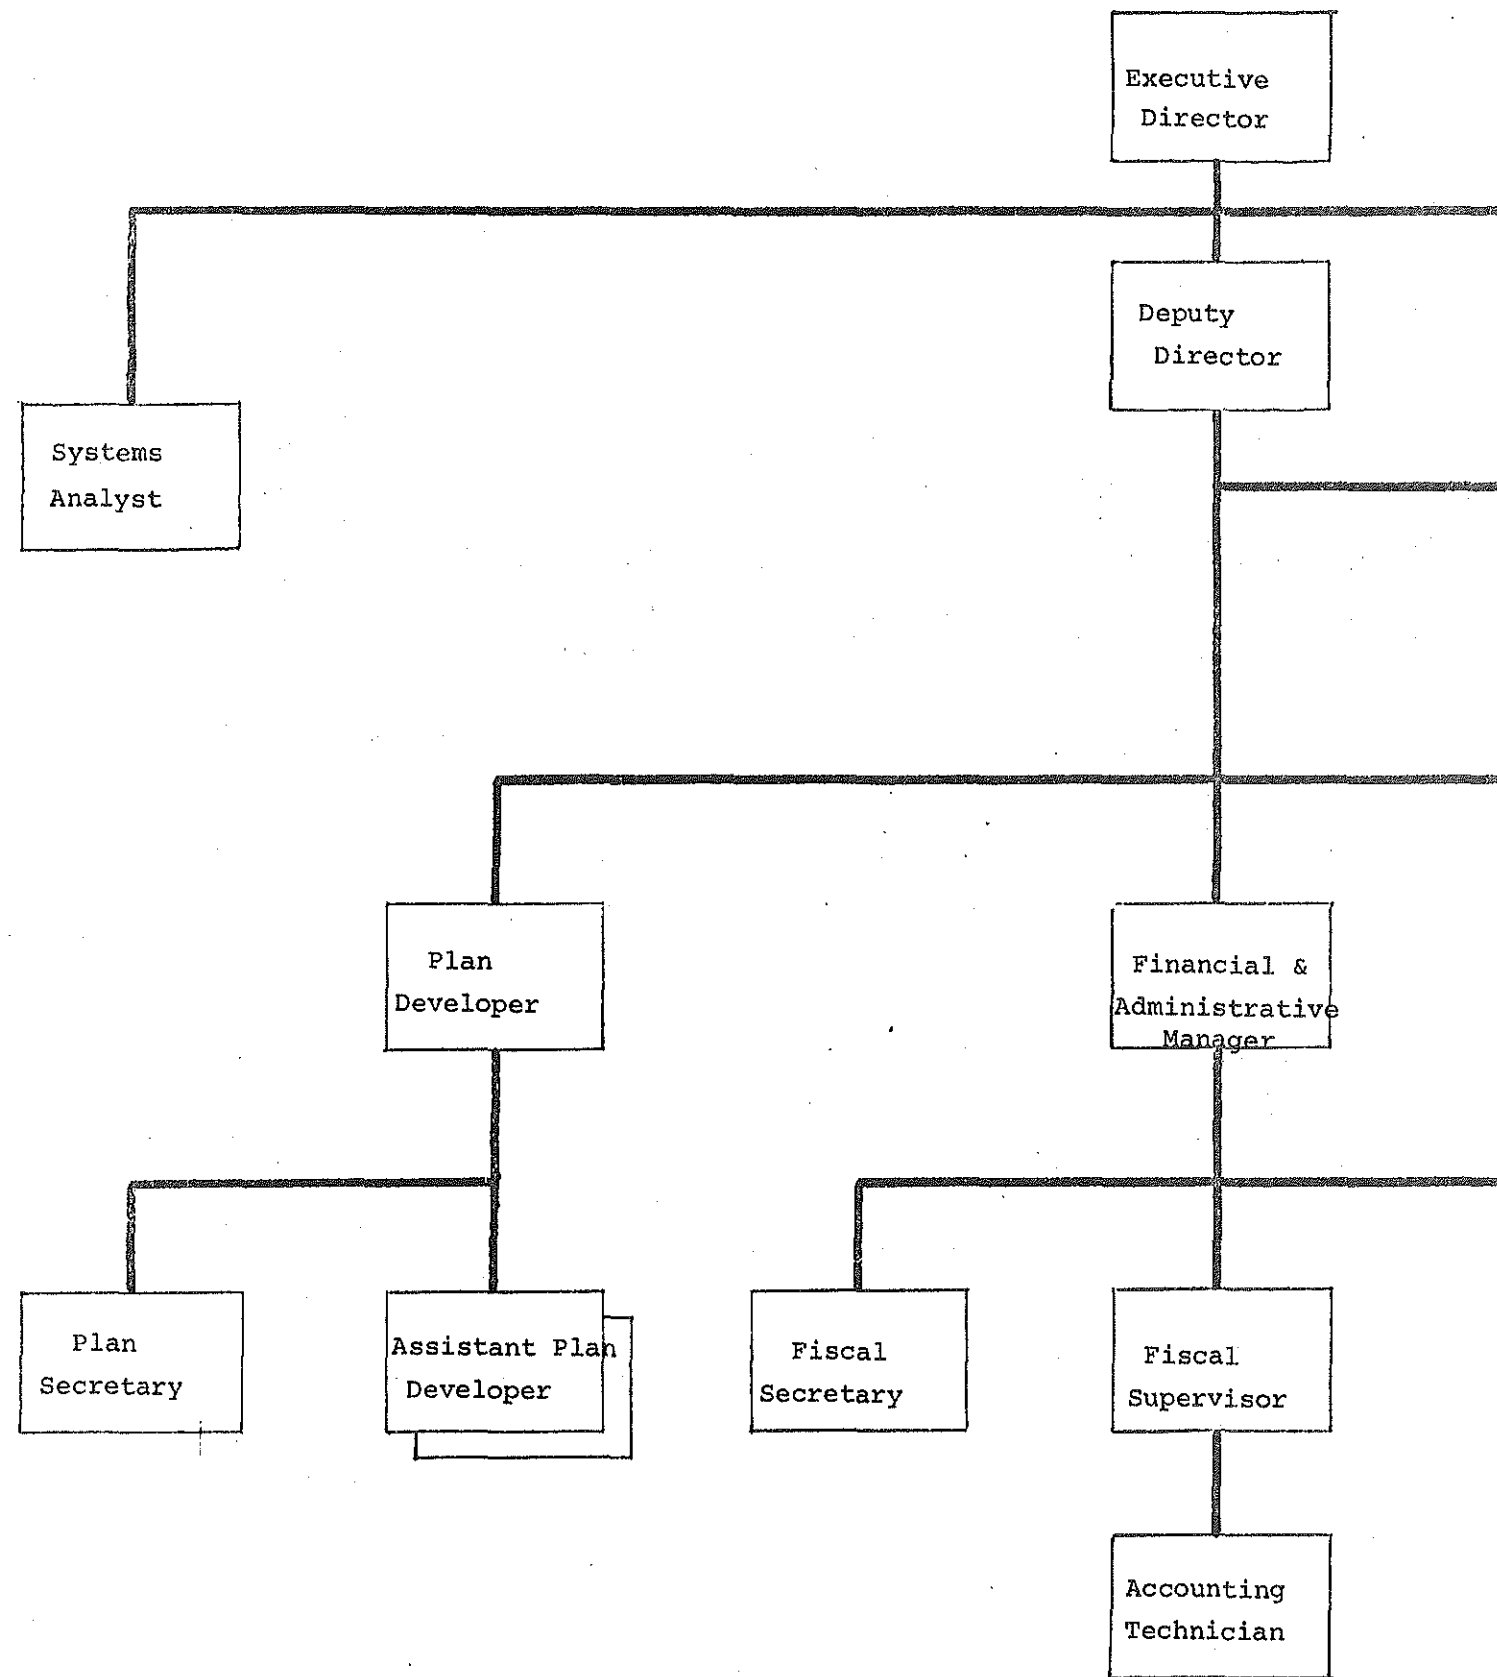 Executive
Director
Deputy
Director
Systems
Analyst
Plan
Developer
Financial &
Administrative
Manager
Plan
Secretary
Assistant Plan
Developer
Fiscal
Secretary
Fiscal
Supervisor
Accounting
Technician